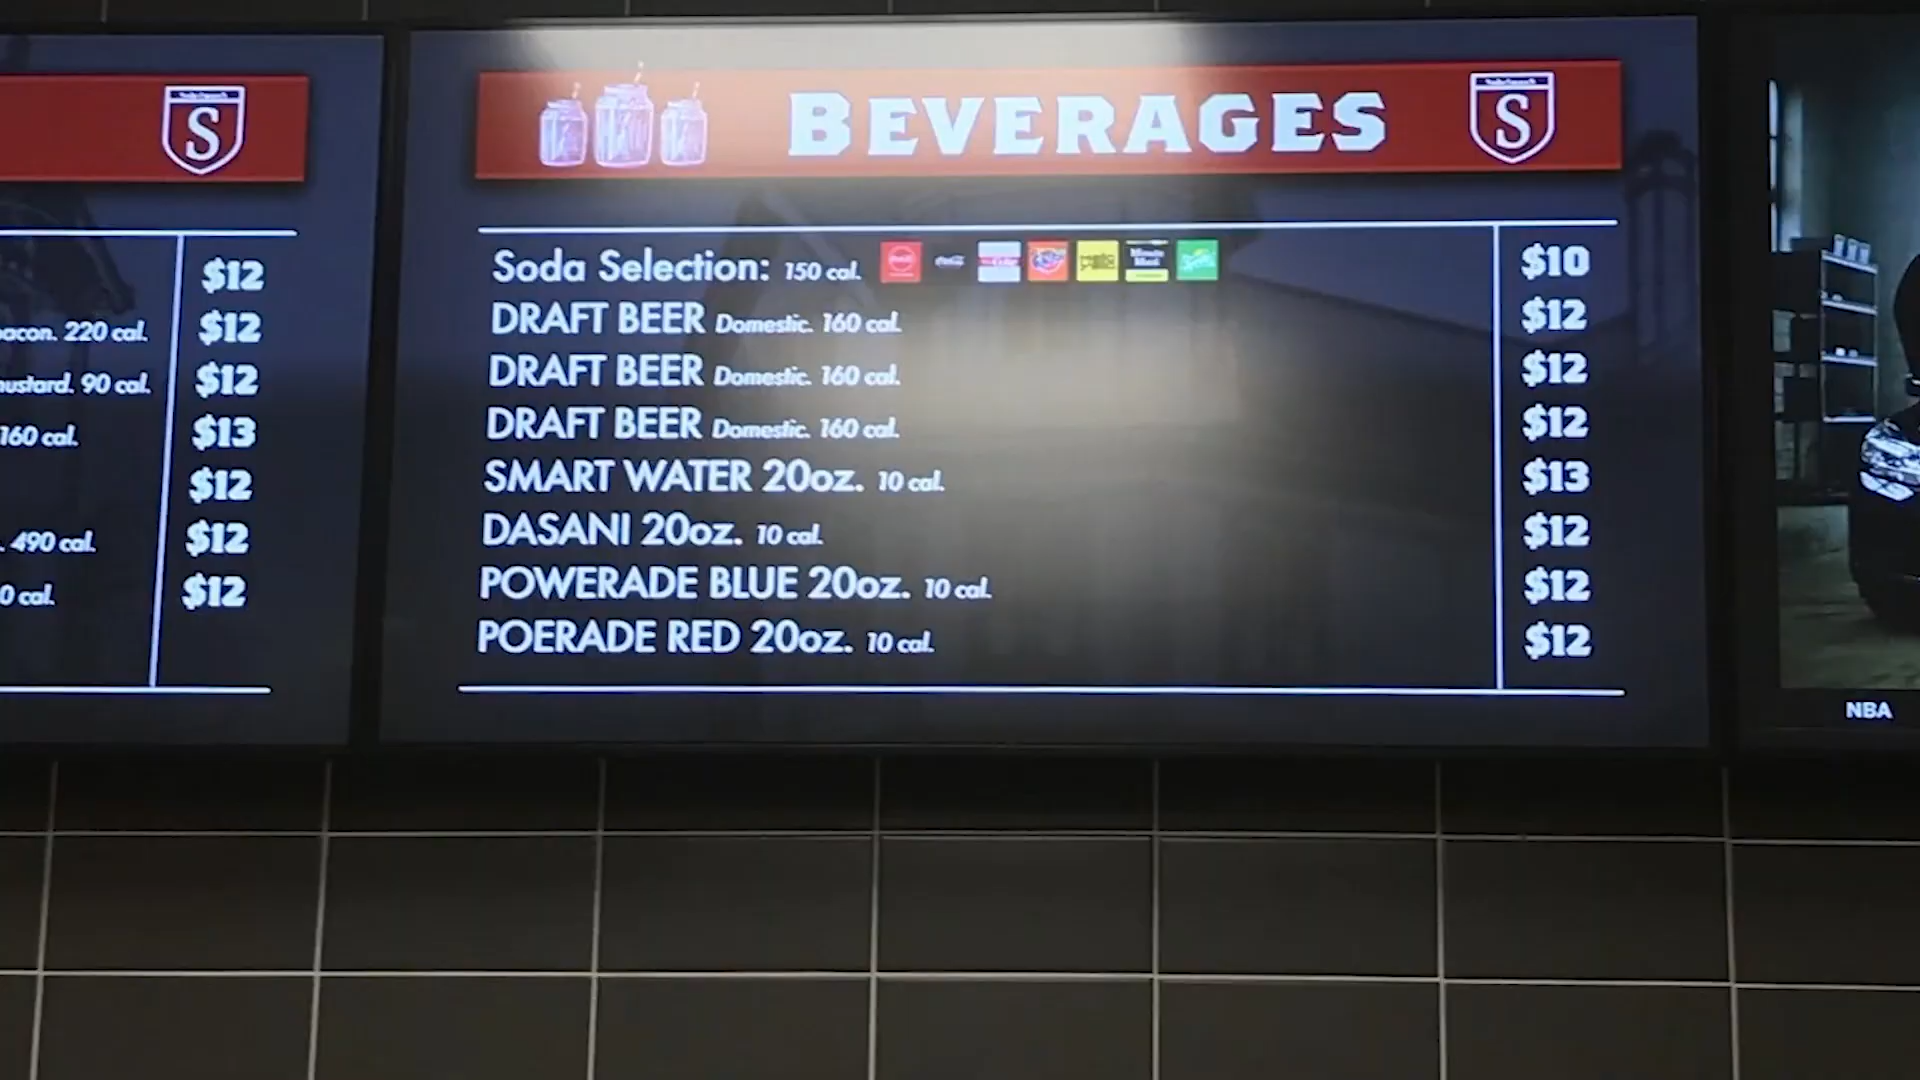 $12
bacon. 220 cal. $12
mustard. 90 cal. $12
160 cal. $13
$12
. 490 cal. $12
0 cal. $12
S
BEVERAGES
S
Soda Selection: 150 cal. $10
DRAFT BEER Domestic. 160 cal. $12
DRAFT BEER Domestic. 160 cal. $12
DRAFT BEER Domestic. 160 cal. $12
SMART WATER 20oz. 10 cal. $13
DASANI 20oz. 10 cal. $12
POWERADE BLUE 20oz. 10 cal. $12
POERADE RED 20oz. 10 cal. $12
NBA